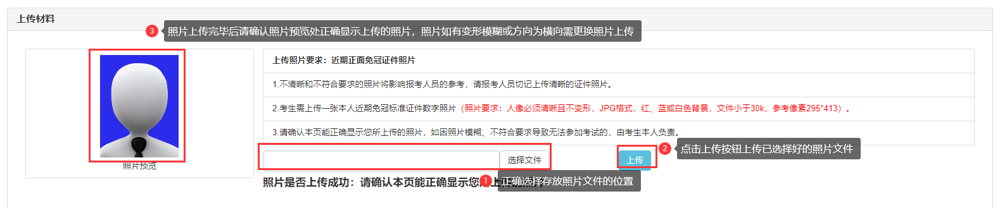 上传材料
3 照片上传完毕后请确认照片预览处正确显示上传的照片，照片如有变形模糊或方向为横向需更换照片上传
照片预览
上传照片要求：近期正面免冠证件照片
1.不清晰和不符合要求的照片将影响报考人员的参考，请报考人员切记上传清晰的证件照片。
2.考生需上传一张本人近期免冠标准证件数字照片（照片要求：人像必须清晰且不变形，JPG格式，红、蓝或白色背景，文件小于30k，参考像素295*413）。
3.请确认本页能正确显示您所上传的照片，如因照片模糊、不符合要求导致无法参加考试的，由考生本人负责。
选择文件
上传
2 点击上传按钮上传已选择好的照片文件
1 正确选择存放照片文件的位置
照片是否上传成功：请确认本页能正确显示您